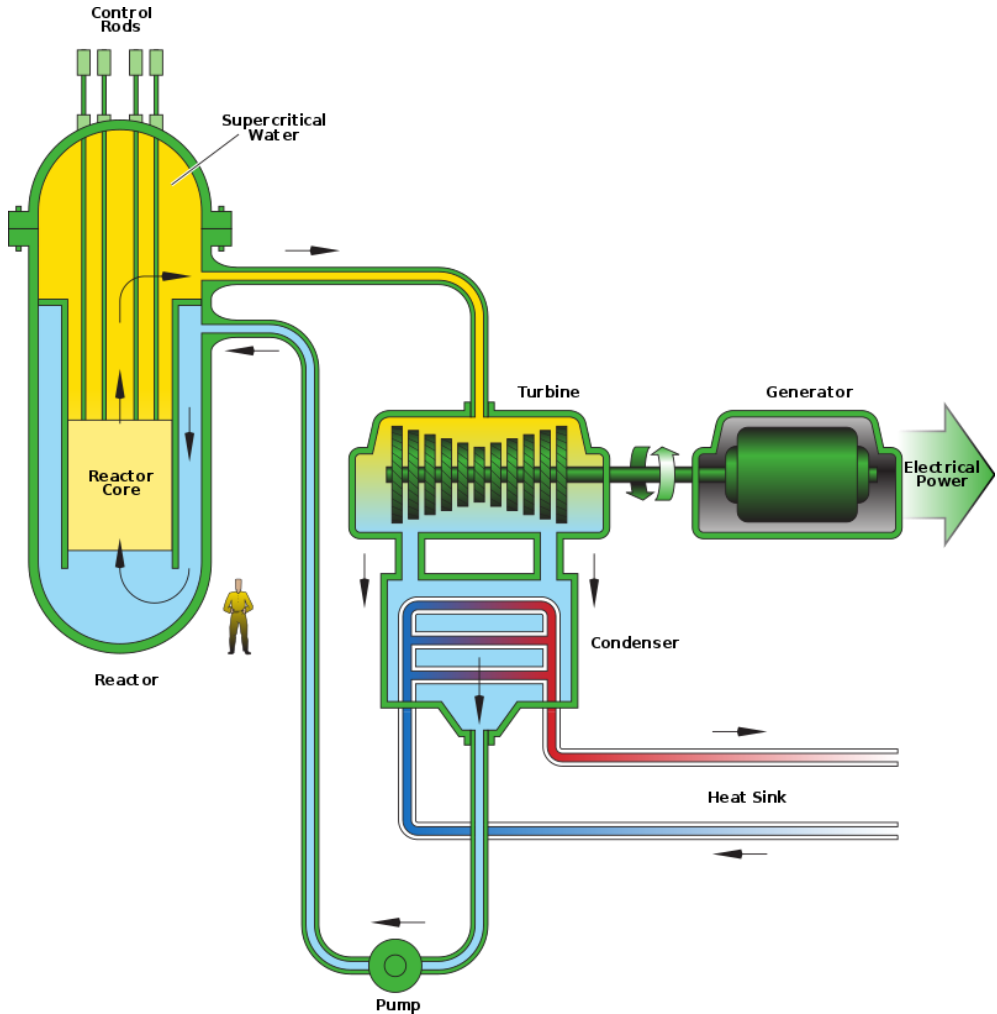 Control
Rods
Supercritical
Water
Turbine
Generator
Reactor
Core
Electrical
Power
Condenser
Reactor
Heat Sink
Pump